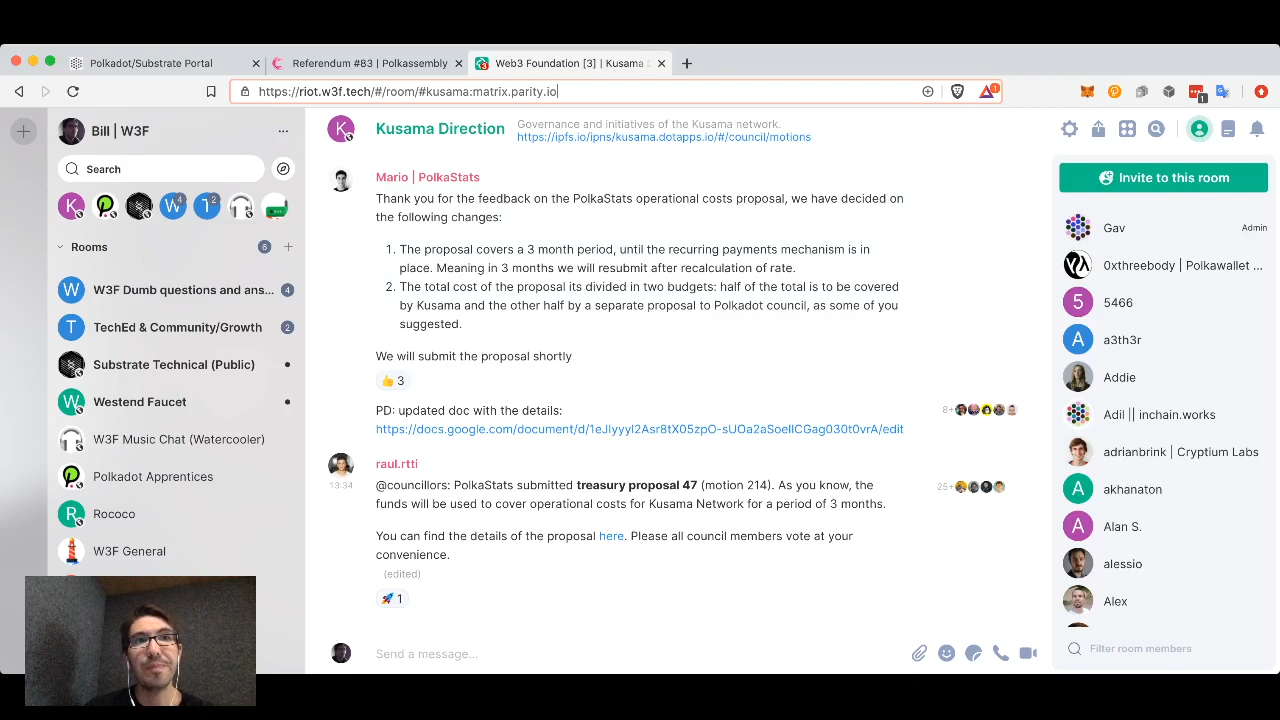 Polkadot/Substrate Portal
Referendum #83 | Polkassembly
Web3 Foundation [3] | Kusama
https://riot.w3f.tech/#/room/#kusama:matrix.parity.io
1
1
Bill | W3F
Search
K
W 4
T 2
Rooms
6
W W3F Dumb questions and ans... 4
T TechEd & Community/Growth 2
Substrate Technical (Public)
W Westend Faucet
W3F Music Chat (Watercooler)
Polkadot Apprentices
R Rococo
W3F General
K Kusama Direction
Governance and initiatives of the Kusama network.
https://ipfs.io/ipns/kusama.dotapps.io/#/council/motions
Mario | PolkaStats
Thank you for the feedback on the PolkaStats operational costs proposal, we have decided on
the following changes:
1. The proposal covers a 3 month period, until the recurring payments mechanism is in
place. Meaning in 3 months we will resubmit after recalculation of rate.
2. The total cost of the proposal its divided in two budgets: half of the total is to be covered
by Kusama and the other half by a separate proposal to Polkadot council, as some of you
suggested.
We will submit the proposal shortly
👍 3
PD: updated doc with the details:
8+
https://docs.google.com/document/d/1eJlyyyl2Asr8tX05zpO-sUOa2aSoellCGag030t0vrA/edit
raul.rtti
13:34
@councillors: PolkaStats submitted treasury proposal 47 (motion 214). As you know, the
25+
funds will be used to cover operational costs for Kusama Network for a period of 3 months.
You can find the details of the proposal here. Please all council members vote at your
convenience.
(edited)
🚀 1
Send a message...
Invite to this room
Gav
Admin
0xthreebody | Polkawallet ...
5 5466
A a3th3r
Addie
Adil || inchain.works
adrianbrink | Cryptium Labs
A akhanaton
A Alan S.
alessio
Alex
Filter room members